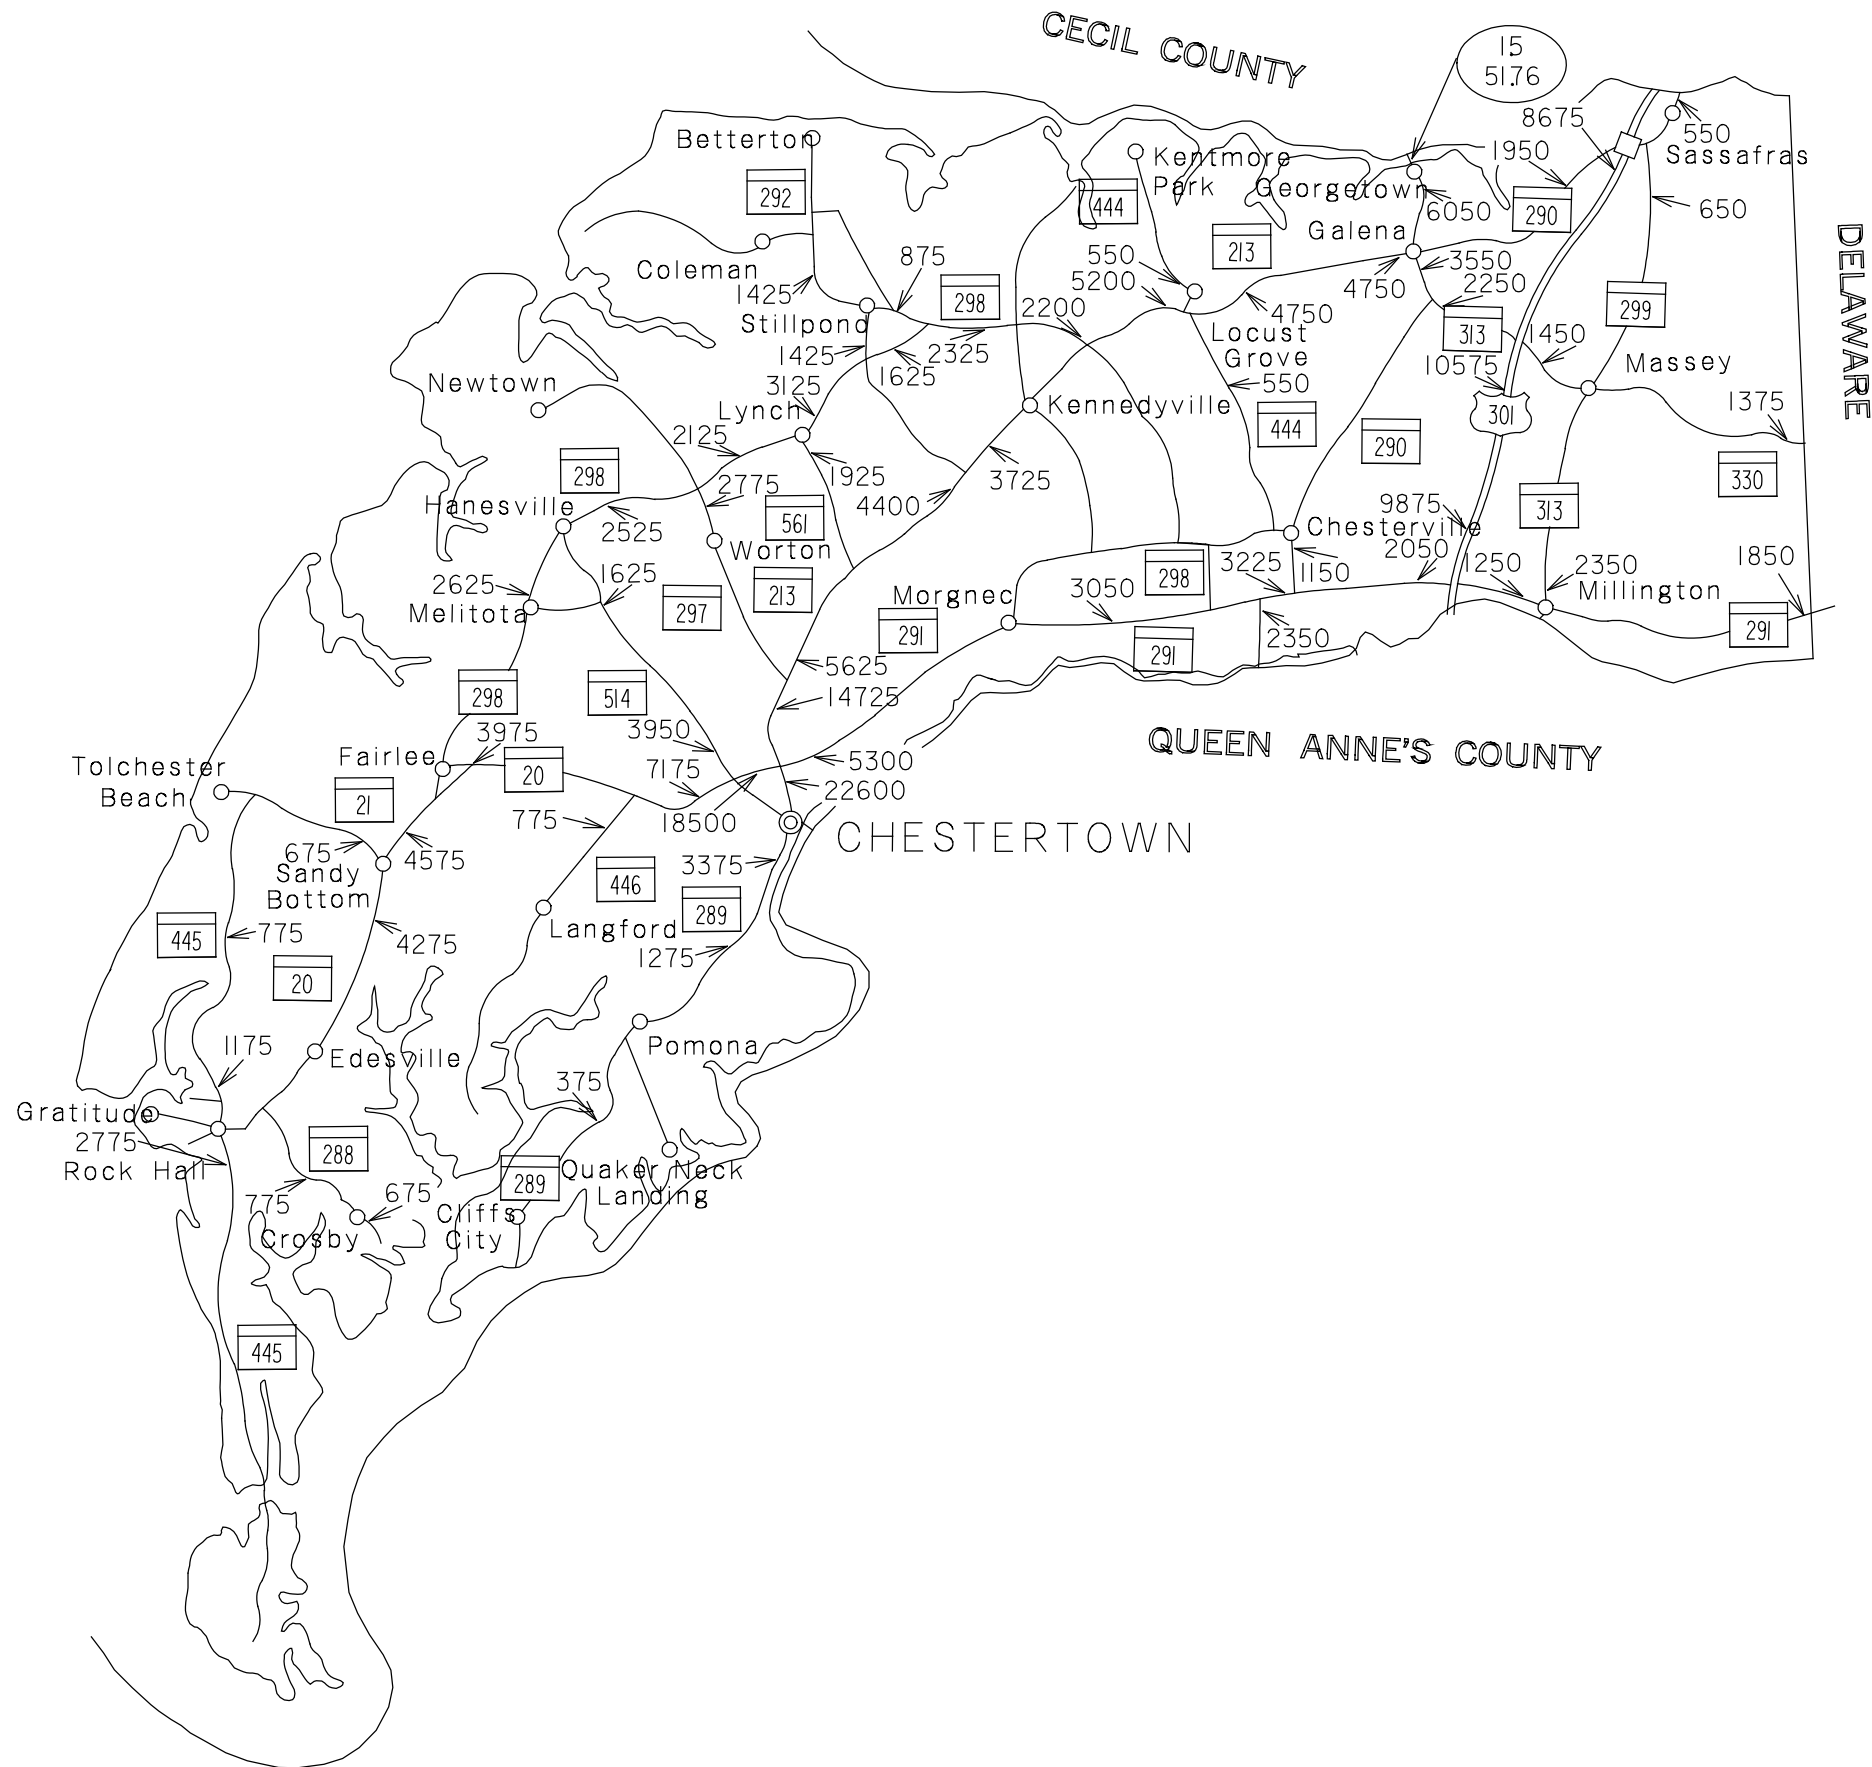 CECIL COUNTY
15
51.76
8675
550
Sassafras
1950
Betterton
Kentmore
Park
Georgetown
292
444
6050
290
650
213
Galena
DELAWARE
Coleman
875
550
3550
1425
298
5200
4750
2250
299
Stillpond
2200
4750
Locust
Grove
313
1450
1425
2325
1625
10575
Massey
Newtown
3125
550
Lynch
Kennedyville
301
1375
444
2125
290
298
1925
330
2775
3725
4400
Hanesville
561
9875
313
2525
Chesterville
Worton
2050
2625
1625
298
3225
1150
1250
2350
1850
Melitota
297
213
Morgnec
3050
Millington
291
2350
291
291
5625
298
514
14725
3950
3975
QUEEN ANNE'S COUNTY
Fairlee
20
7175
5300
Tolchester
Beach
21
22600
775
18500
CHESTERTOWN
675
4575
Sandy
Bottom
446
3375
289
445
775
Langford
4275
1275
20
1175
Edesville
Pomona
375
Gratitude
2775
Rock Hall
288
289
Quaker Neck
Landing
775
675
Crosby
Cliffs
City
445